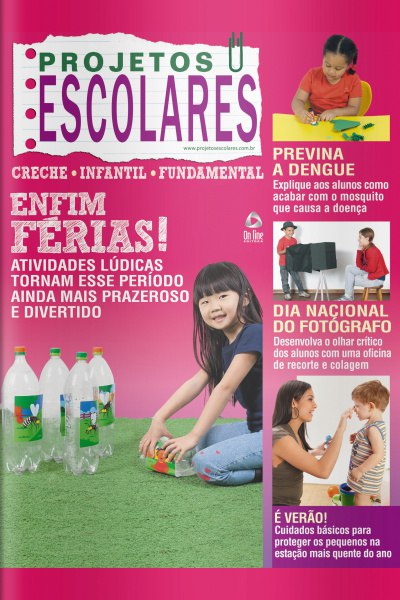 PROJETOS
ESCOLARES
www.projetosescolares.com.br
CRECHE • INFANTIL • FUNDAMENTAL
ENFIM
FÉRIAS!
ATIVIDADES LÚDICAS
TORNAM ESSE PERÍODO
AINDA MAIS PRAZEROSO
E DIVERTIDO
On line
EDITORA
PREVINA
A DENGUE
Explique aos alunos como
acabar com o mosquito
que causa a doença
DIA NACIONAL
DO FOTÓGRAFO
Desenvolva o olhar crítico
dos alunos com uma oficina
de recorte e colagem
É VERÃO!
Cuidados básicos para
proteger os pequenos na
estação mais quente do ano